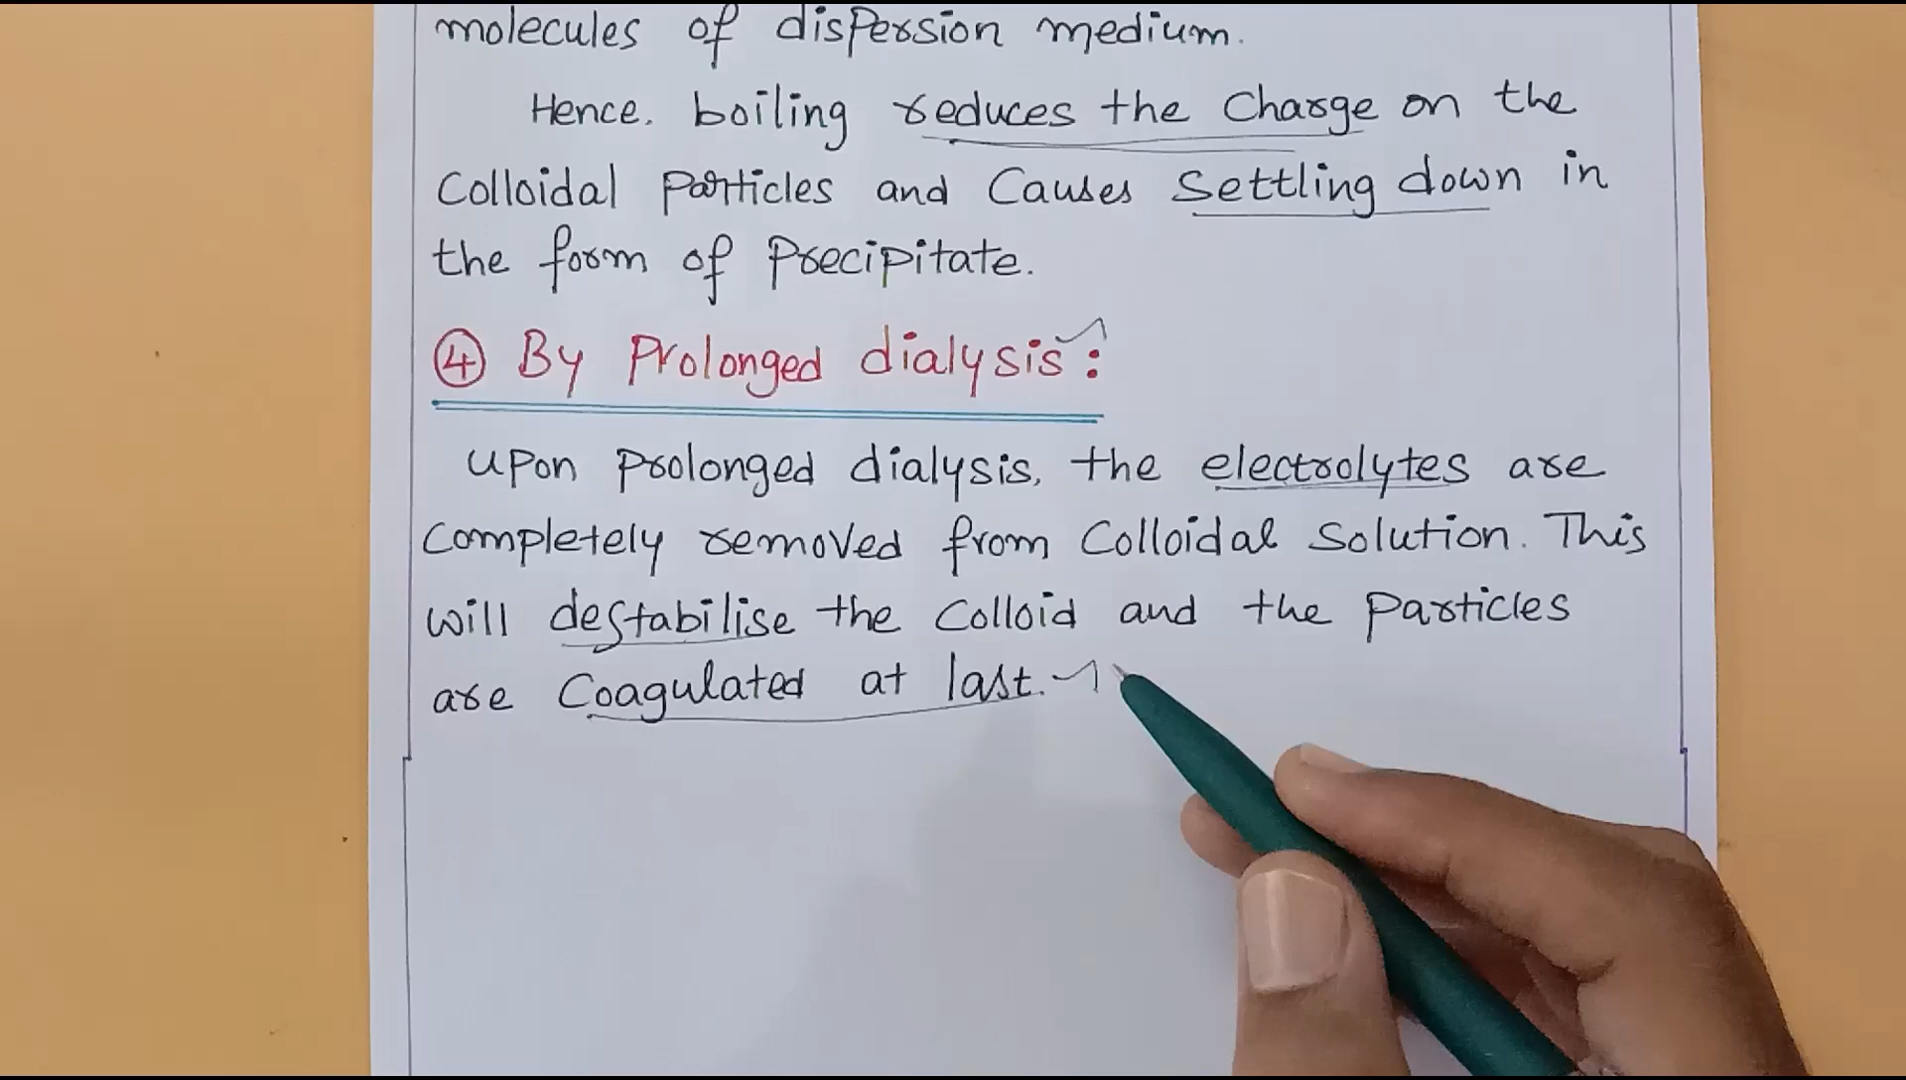 molecules of dispersion medium.
Hence, boiling reduces the charge on the
Colloidal particles and Causes Settling down in
the form of Precipitate.
④ By Prolonged dialysis:
Upon prolonged dialysis, the electrolytes are
completely removed from Colloidal Solution. This
will destabilise the Colloid and the Particles
are Coagulated at last.